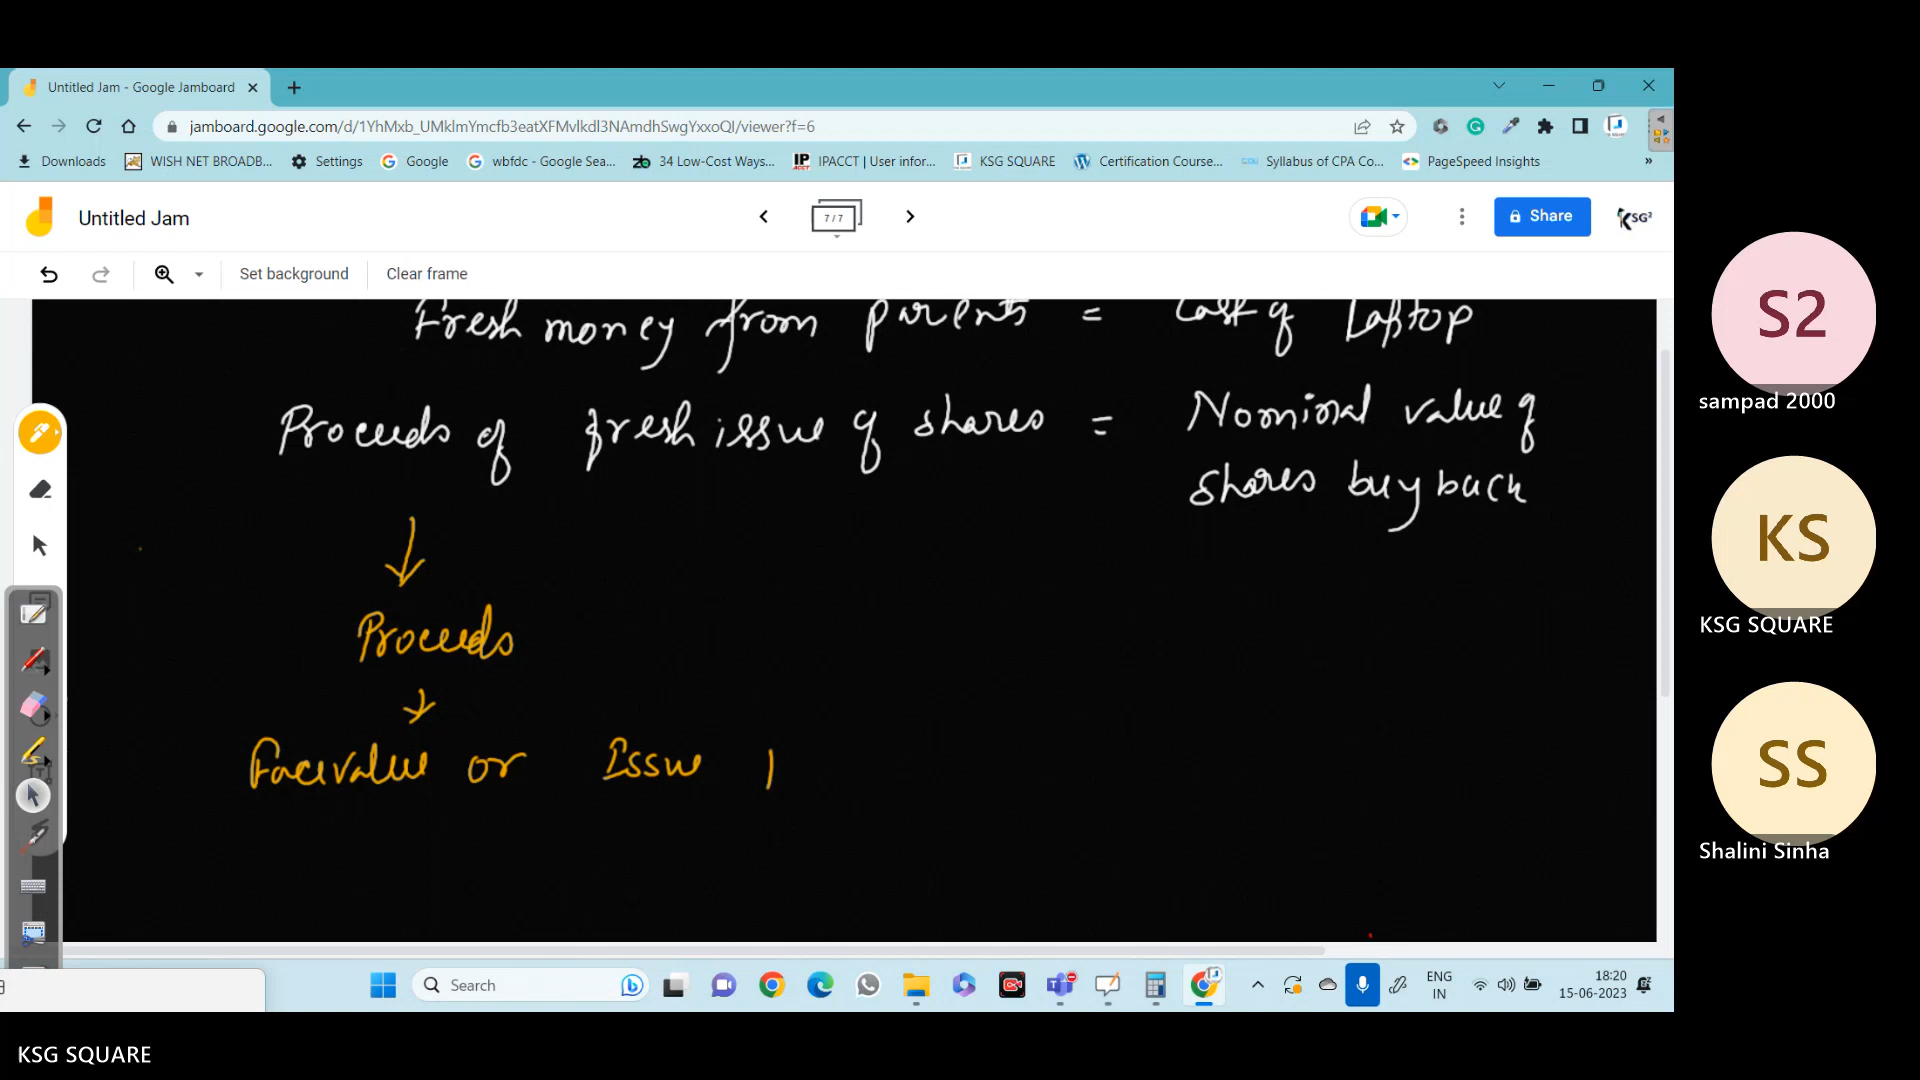 Untitled Jam - Google Jamboard
jamboard.google.com/d/1YhMxb_UMklmYmcfb3eatXFMvlkdl3NAmdhSwgYxxoQI/viewer?f=6
Downloads WISH NET BROADB... Settings Google wbfdc - Google Sea... 34 Low-Cost Ways... IPACCT | User infor... KSG SQUARE Certification Course... Syllabus of CPA Co... PageSpeed Insights »
Untitled Jam
7 / 7
Share
KSG²
Set background Clear frame
Fresh money from parents = Cost of Laptop
Proceeds of fresh issue of shares = Nominal value of
shares buy back
Proceeds
Facevalue or Issue
S2
sampad 2000
KS
KSG SQUARE
SS
Shalini Sinha
Search
ENG
IN
18:20
15-06-2023
KSG SQUARE